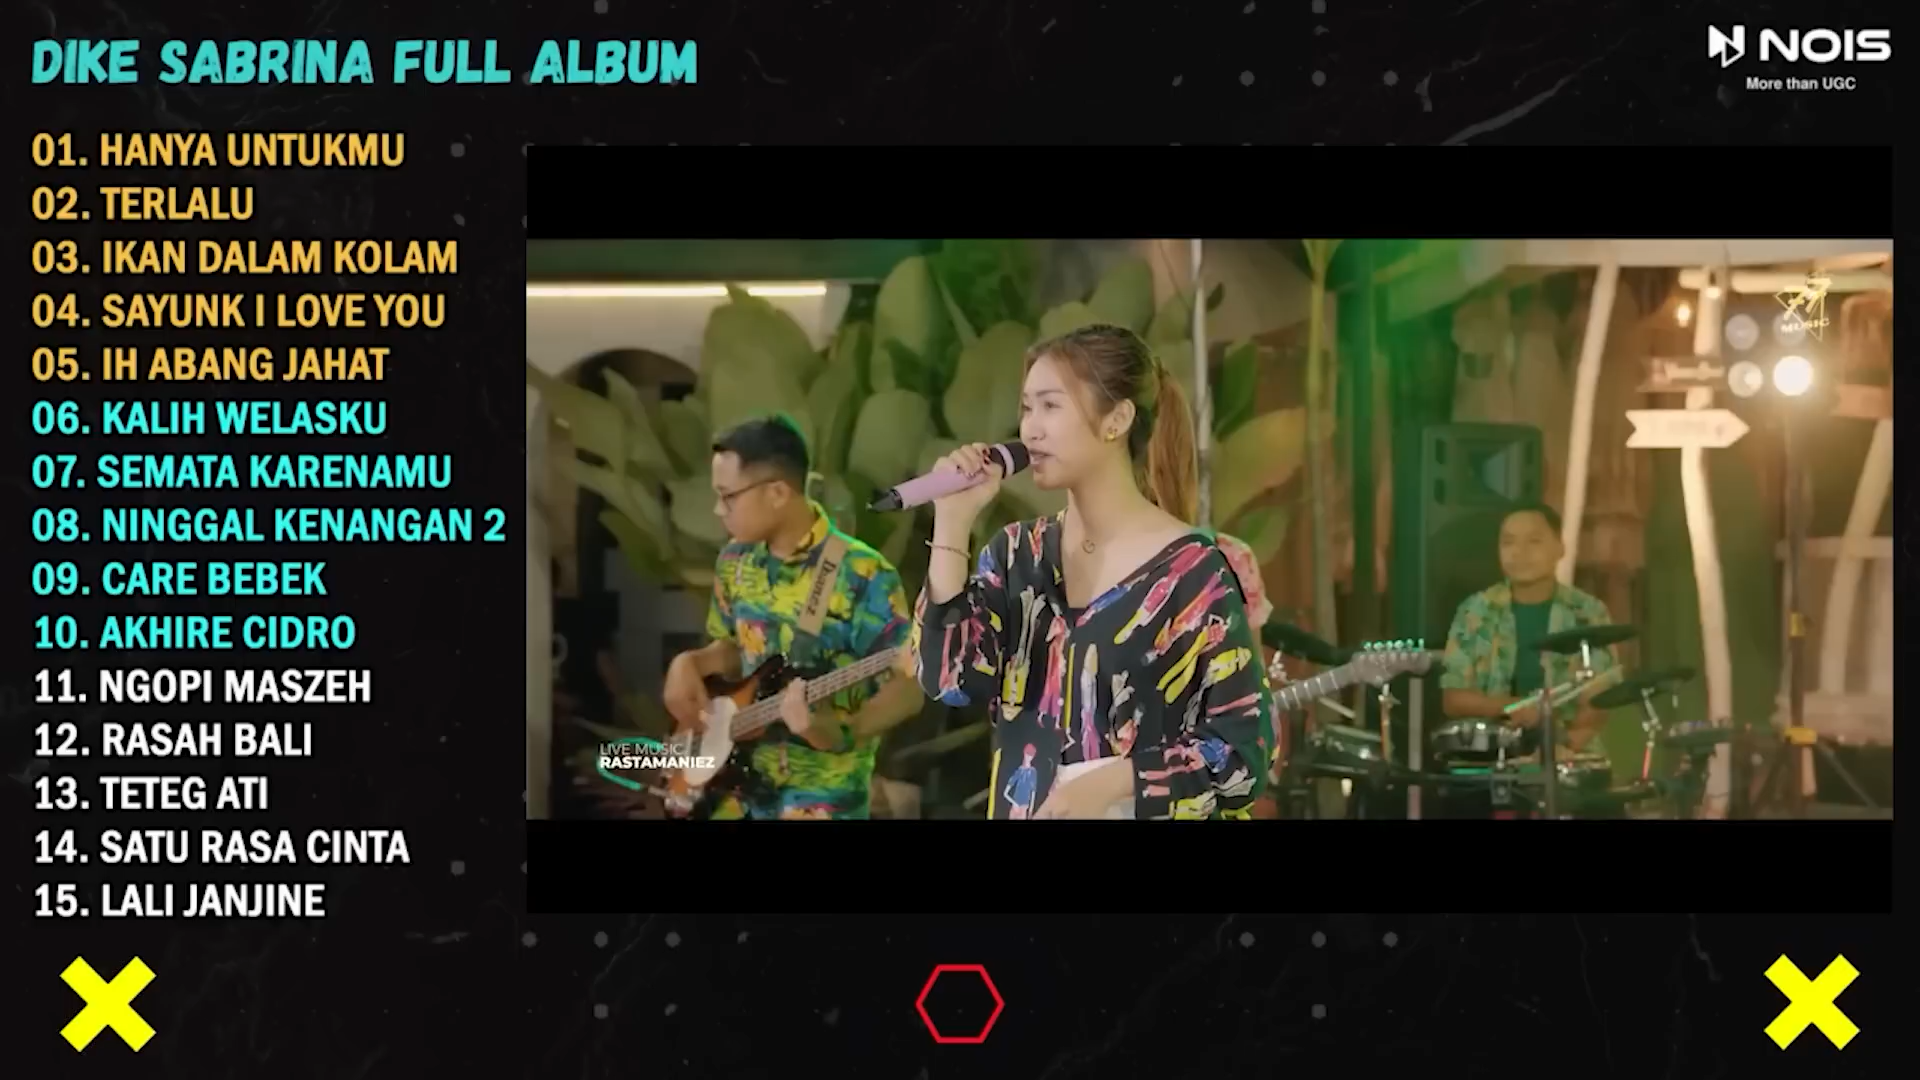 DIKE SABRINA FULL ALBUM
NOIS
More than UGC
01. HANYA UNTUKMU
02. TERLALU
03. IKAN DALAM KOLAM
04. SAYUNK I LOVE YOU
05. IH ABANG JAHAT
06. KALIH WELASKU
07. SEMATA KARENAMU
08. NINGGAL KENANGAN 2
09. CARE BEBEK
10. AKHIRE CIDRO
11. NGOPI MASZEH
12. RASAH BALI
13. TETEG ATI
14. SATU RASA CINTA
15. LALI JANJINE
MUSIC
Ibanez
LIVE MUSIC
RASTAMANIEZ